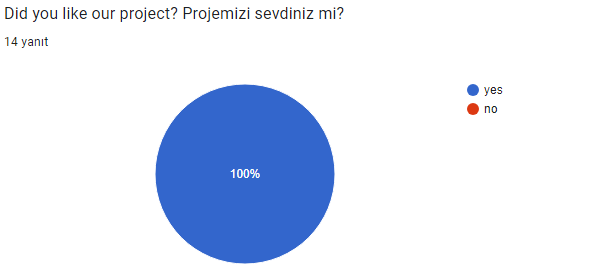 Did you like our project? Projemizi sevdiniz mi?
14 yanıt
yes
no
100%